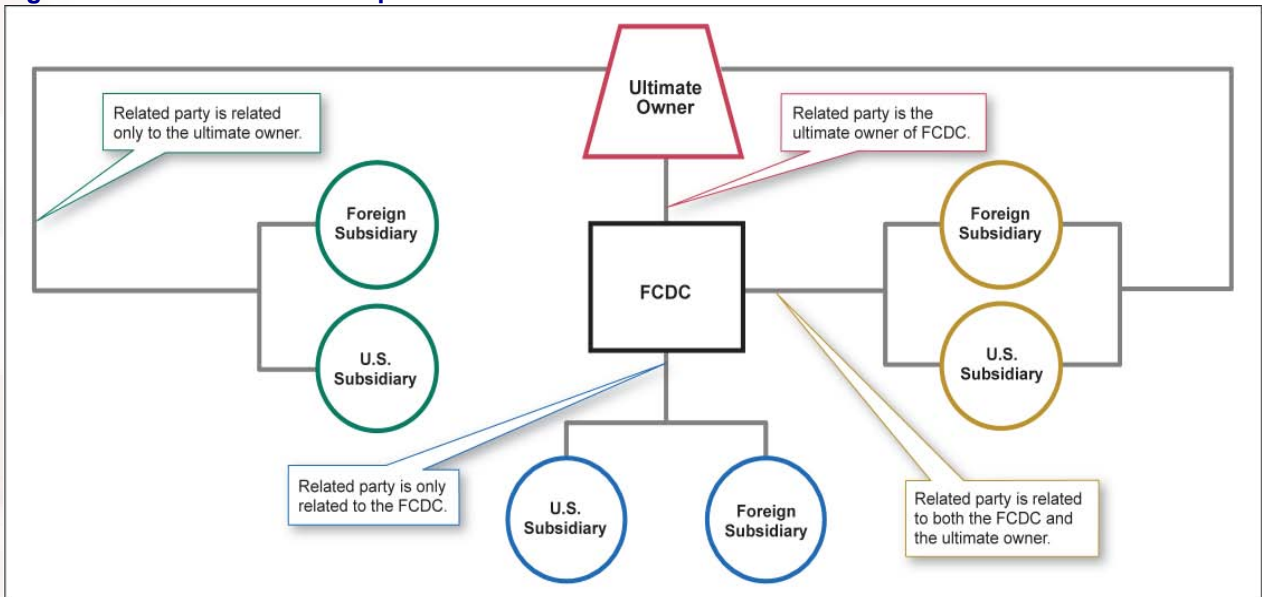 Ultimate
Owner
Related party is related
only to the ultimate owner.
Related party is the
ultimate owner of FCDC.
Foreign
Subsidiary
Foreign
Subsidiary
FCDC
U.S.
Subsidiary
U.S.
Subsidiary
Related party is only
related to the FCDC.
U.S.
Subsidiary
Foreign
Subsidiary
Related party is related
to both the FCDC and
the ultimate owner.